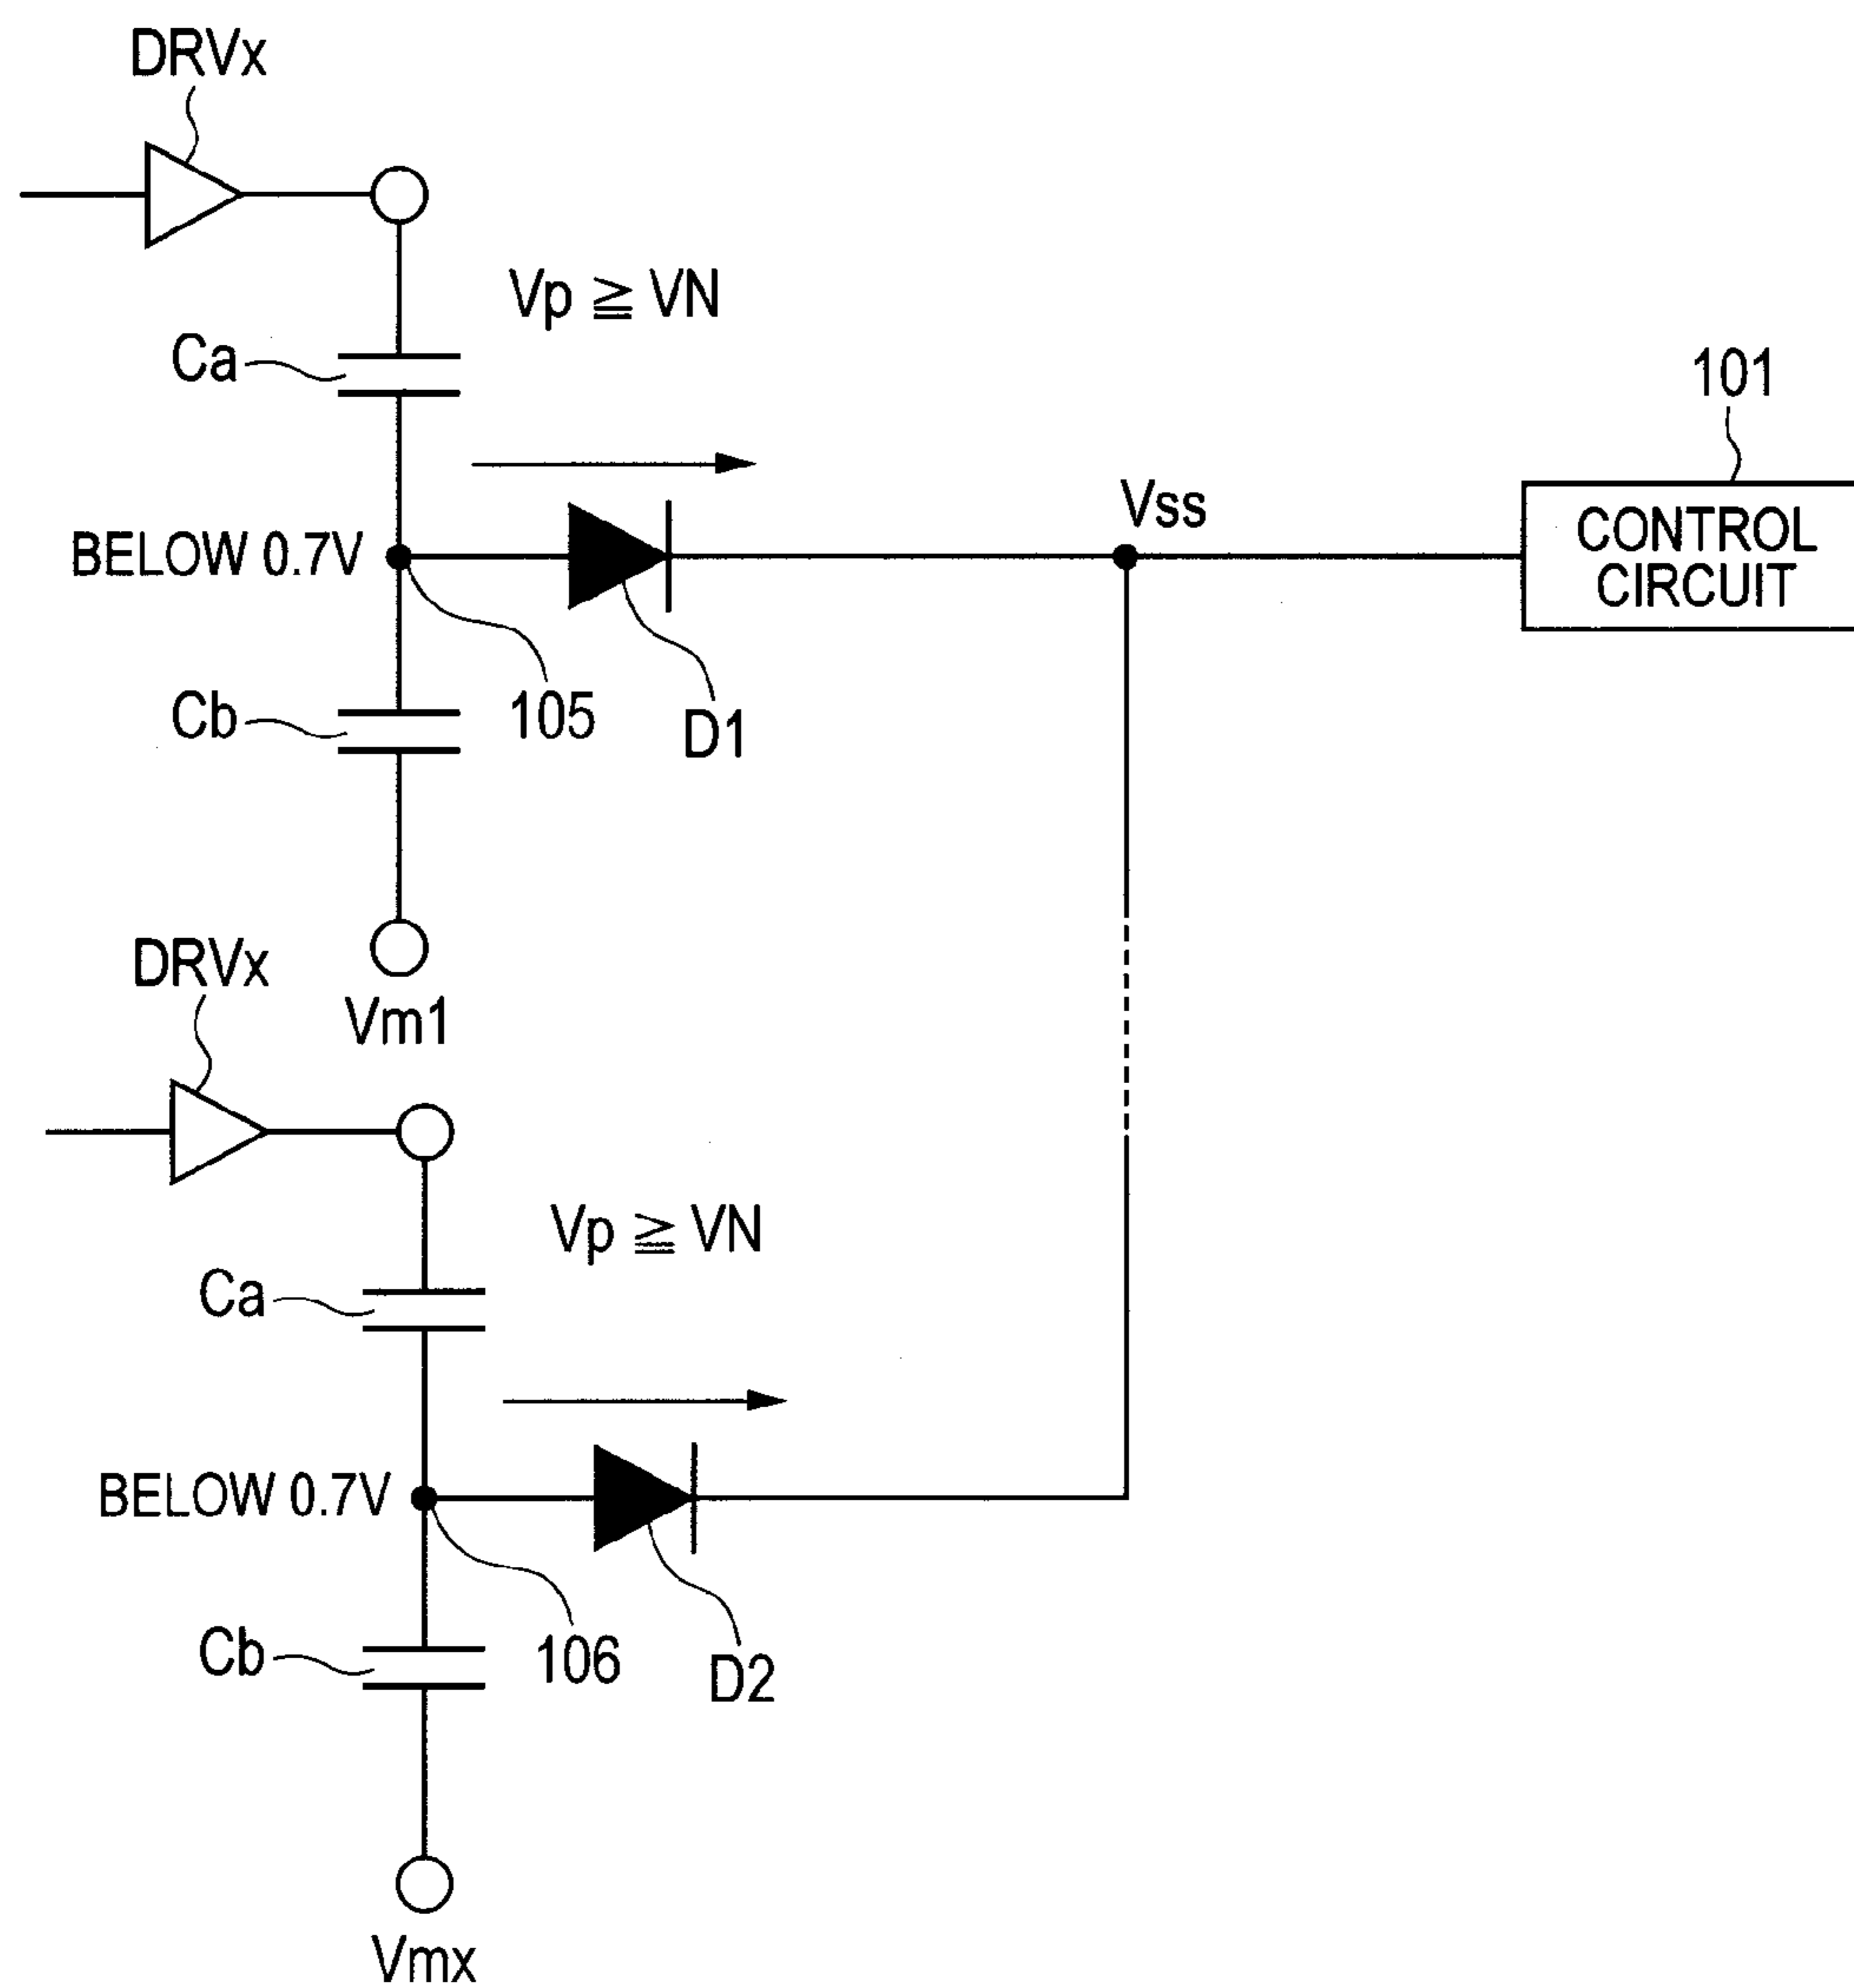 DRVx
Vp ≧ VN
Ca
101
Vss
BELOW 0.7V
CONTROL
CIRCUIT
Cb
105
D1
DRVx
Vm1
Vp ≧ VN
Ca
BELOW 0.7V
Cb
106
D2
Vmx